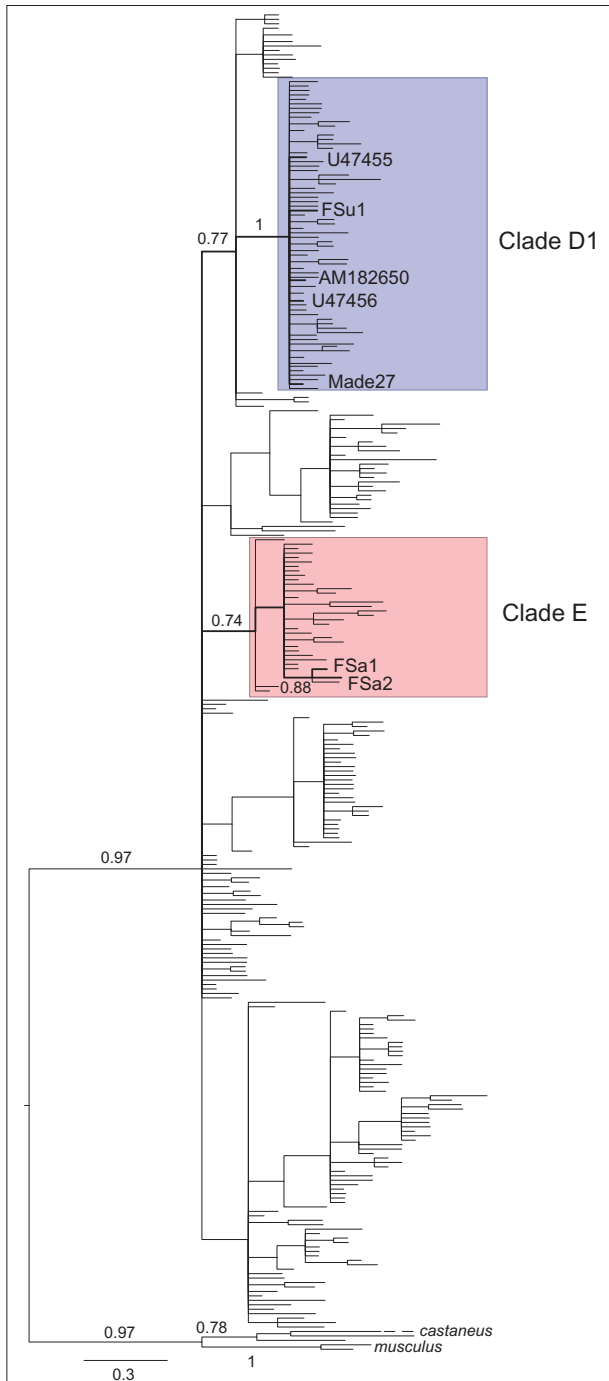 U47455
FSu1
1
0.77
Clade D1
AM182650
U47456
Made27
0.74
Clade E
FSa1
0.88
FSa2
0.97
0.78
castaneus
0.97
musculus
0.3
1